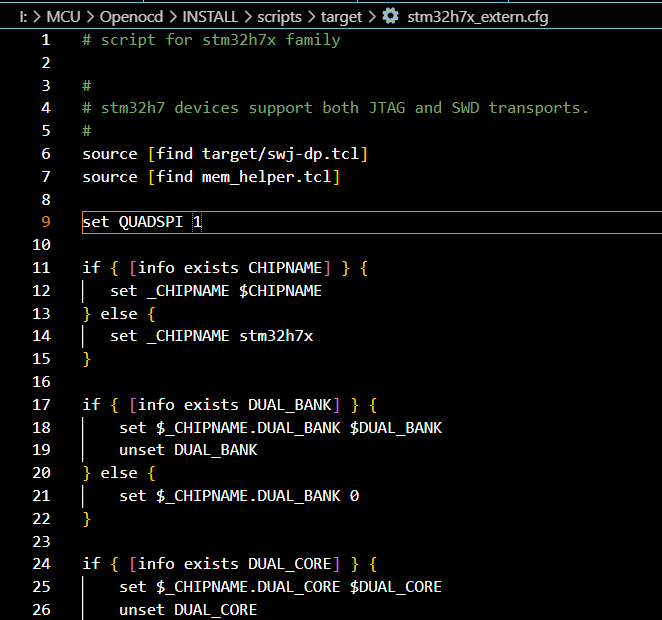 I: > MCU > Openocd > INSTALL > scripts > target > stm32h7x_extern.cfg
1 # script for stm32h7x family
2
3 #
4 # stm32h7 devices support both JTAG and SWD transports.
5 #
6 source [find target/swj-dp.tcl]
7 source [find mem_helper.tcl]
8
9 set QUADSPI 1
10
11 if { [info exists CHIPNAME] } {
12    set _CHIPNAME $CHIPNAME
13 } else {
14    set _CHIPNAME stm32h7x
15 }
16
17 if { [info exists DUAL_BANK] } {
18     set $_CHIPNAME.DUAL_BANK $DUAL_BANK
19     unset DUAL_BANK
20 } else {
21     set $_CHIPNAME.DUAL_BANK 0
22 }
23
24 if { [info exists DUAL_CORE] } {
25     set $_CHIPNAME.DUAL_CORE $DUAL_CORE
26     unset DUAL_CORE